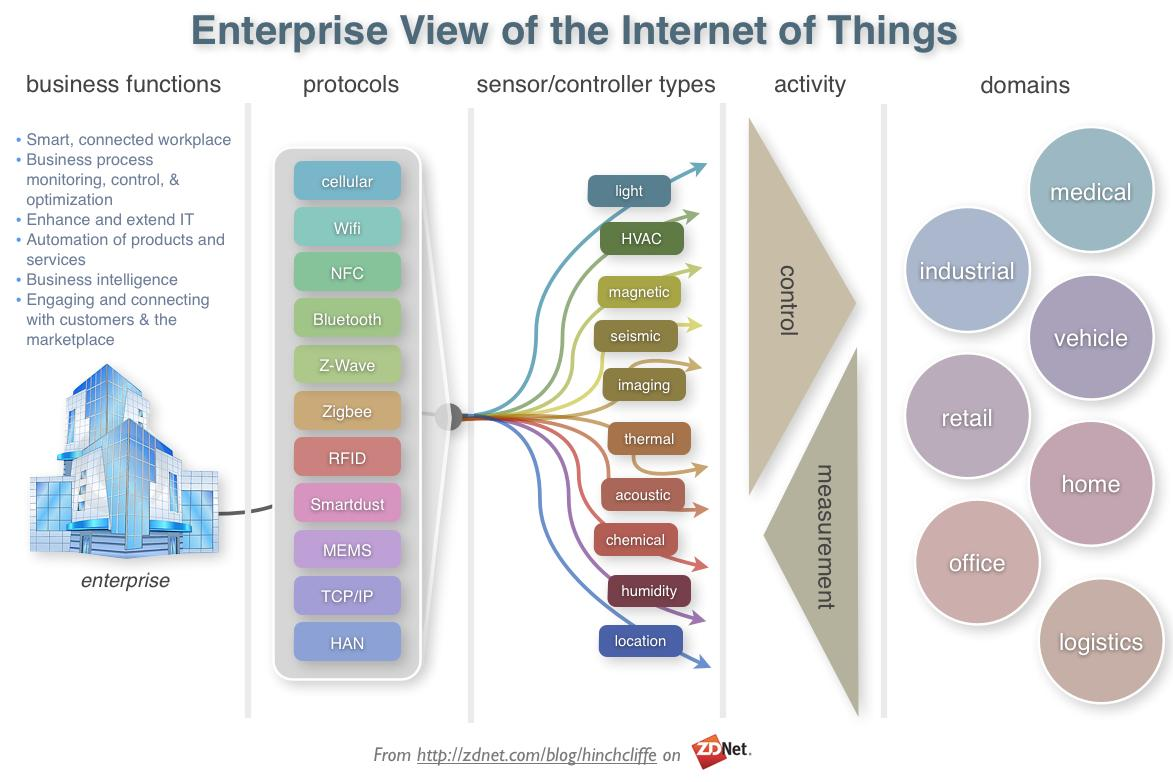 Enterprise View of the Internet of Things
business functions
protocols
sensor/controller types
activity
domains
• Smart, connected workplace
• Business process
monitoring, control, &
optimization
• Enhance and extend IT
• Automation of products and
services
• Business intelligence
• Engaging and connecting
with customers & the
marketplace
enterprise
cellular
Wifi
NFC
Bluetooth
Z-Wave
Zigbee
RFID
Smartdust
MEMS
TCP/IP
HAN
light
HVAC
magnetic
seismic
imaging
thermal
acoustic
chemical
humidity
location
control
measurement
medical
industrial
vehicle
retail
home
office
logistics
From http://zdnet.com/blog/hinchcliffe on ZDNet.